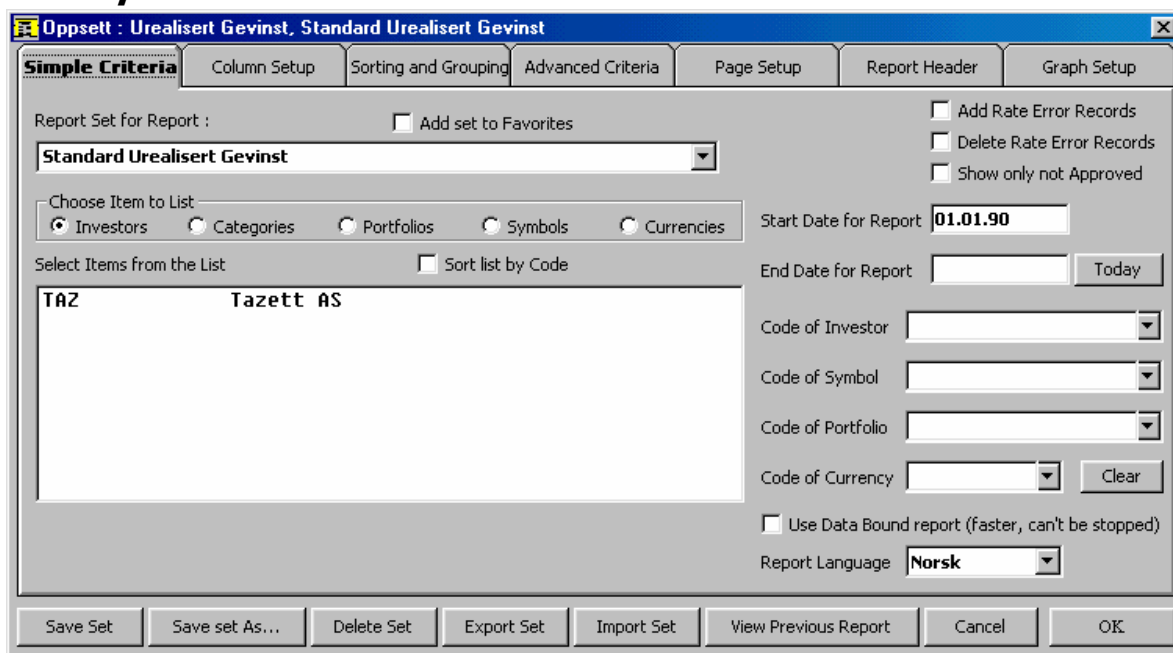 Oppsett : Urealisert Gevinst, Standard Urealisert Gevinst
Simple Criteria Column Setup Sorting and Grouping Advanced Criteria Page Setup Report Header Graph Setup
Report Set for Report : Add set to Favorites
Standard Urealisert Gevinst
Add Rate Error Records
Delete Rate Error Records
Show only not Approved
Choose Item to List
Investors Categories Portfolios Symbols Currencies
Start Date for Report 01.01.90
Select Items from the List Sort list by Code
End Date for Report Today
TAZ Tazett AS
Code of Investor
Code of Symbol
Code of Portfolio
Code of Currency Clear
Use Data Bound report (faster, can't be stopped)
Report Language Norsk
Save Set Save set As... Delete Set Export Set Import Set View Previous Report Cancel OK